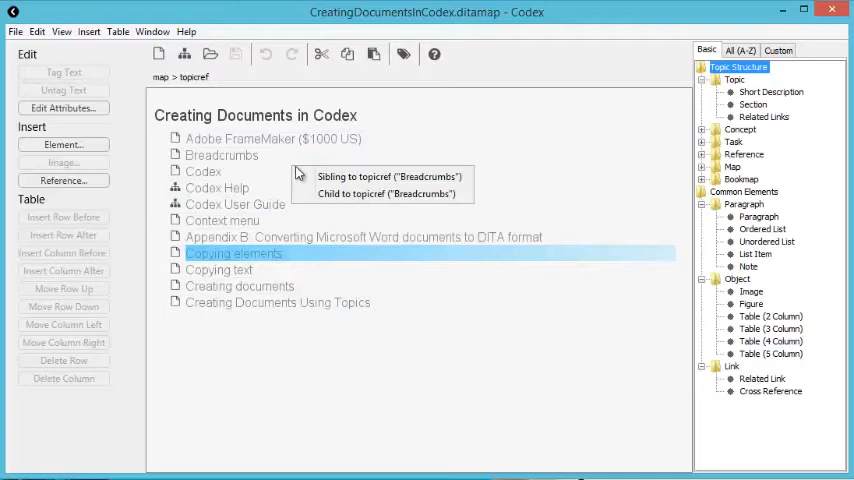 CreatingDocumentsInCodex.ditamap - Codex
File Edit View Insert Table Window Help
Edit
Tag Text
Untag Text
Edit Attributes...
Insert
Element...
Image...
Reference...
Table
Insert Row Before
Insert Row After
Insert Column Before
Insert Column After
Move Row Up
Move Row Down
Move Column Left
Move Column Right
Delete Row
Delete Column
map > topicref
Creating Documents in Codex
Adobe FrameMaker ($1000 US)
Breadcrumbs
Codex
Codex Help
Codex User Guide
Context menu
Appendix B: Converting Microsoft Word documents to DITA format
Copying elements
Copying text
Creating documents
Creating Documents Using Topics
Sibling to topicref ("Breadcrumbs")
Child to topicref ("Breadcrumbs")
Basic All (A-Z) Custom
Topic Structure
Topic
Short Description
Section
Related Links
Concept
Task
Reference
Map
Bookmap
Common Elements
Paragraph
Paragraph
Ordered List
Unordered List
List Item
Note
Object
Image
Figure
Table (2 Column)
Table (3 Column)
Table (4 Column)
Table (5 Column)
Link
Related Link
Cross Reference